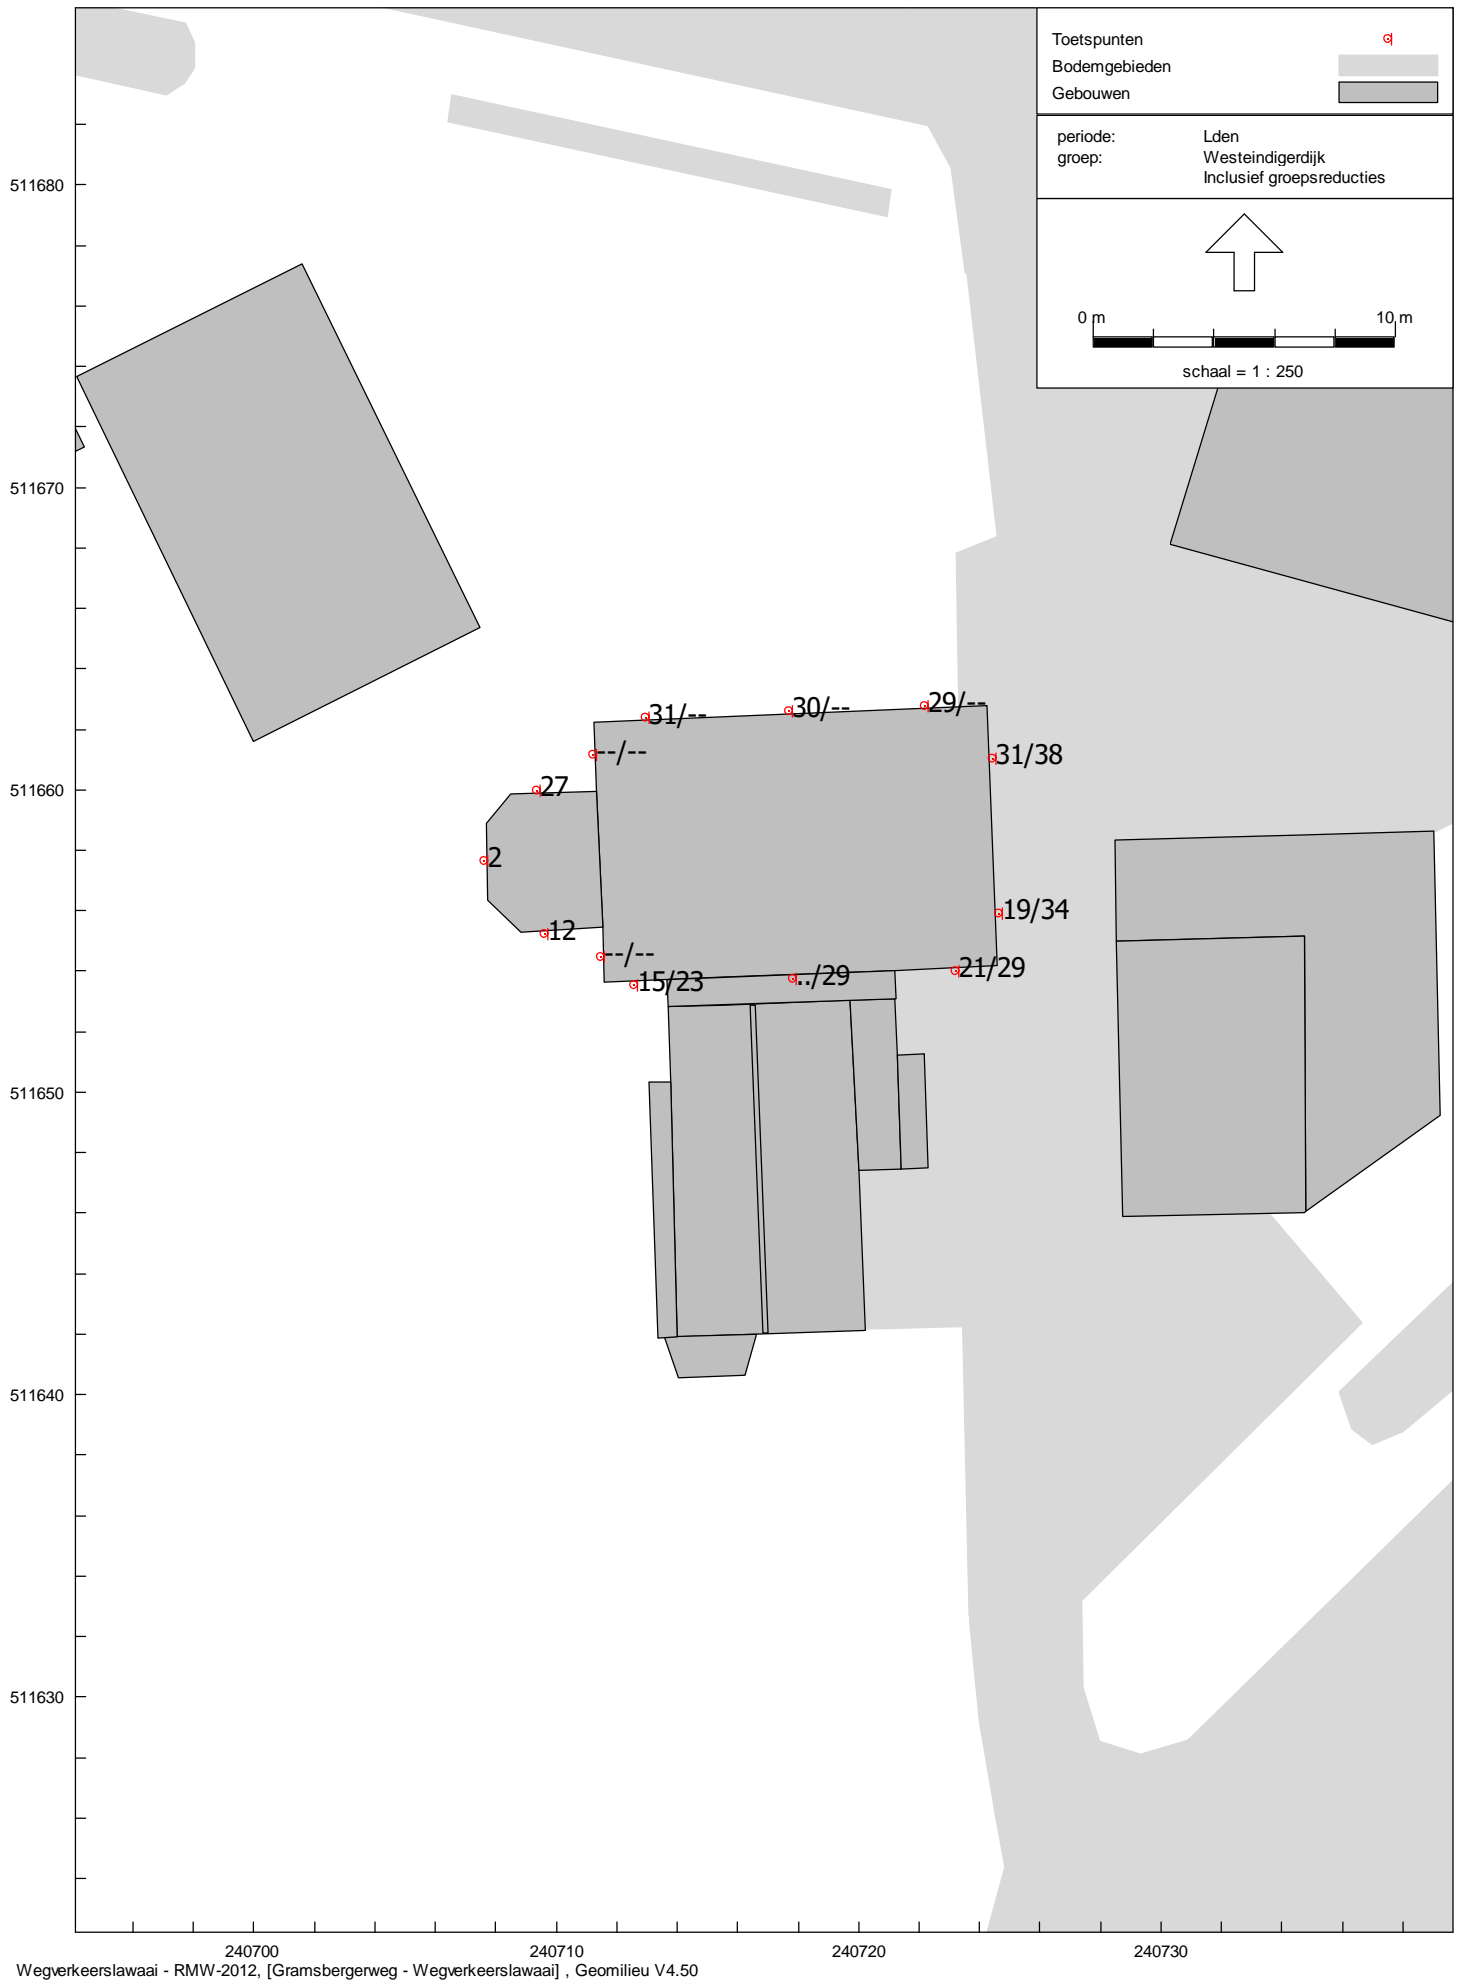 Toetspunten
Bodemgebieden
Gebouwen
periode: Lden
groep: Westeindigerdijk
Inclusief groepsreducties
0 m 10 m
schaal = 1 : 250
511680
511670
511660
511650
511640
511630
31/--
30/--
29/--
--/--
31/38
27
2
19/34
12
--/--
15/23
../29
21/29
240700 240710 240720 240730
Wegverkeerslawaai - RMW-2012, [Gramsbergerweg - Wegverkeerslawaai] , Geomilieu V4.50